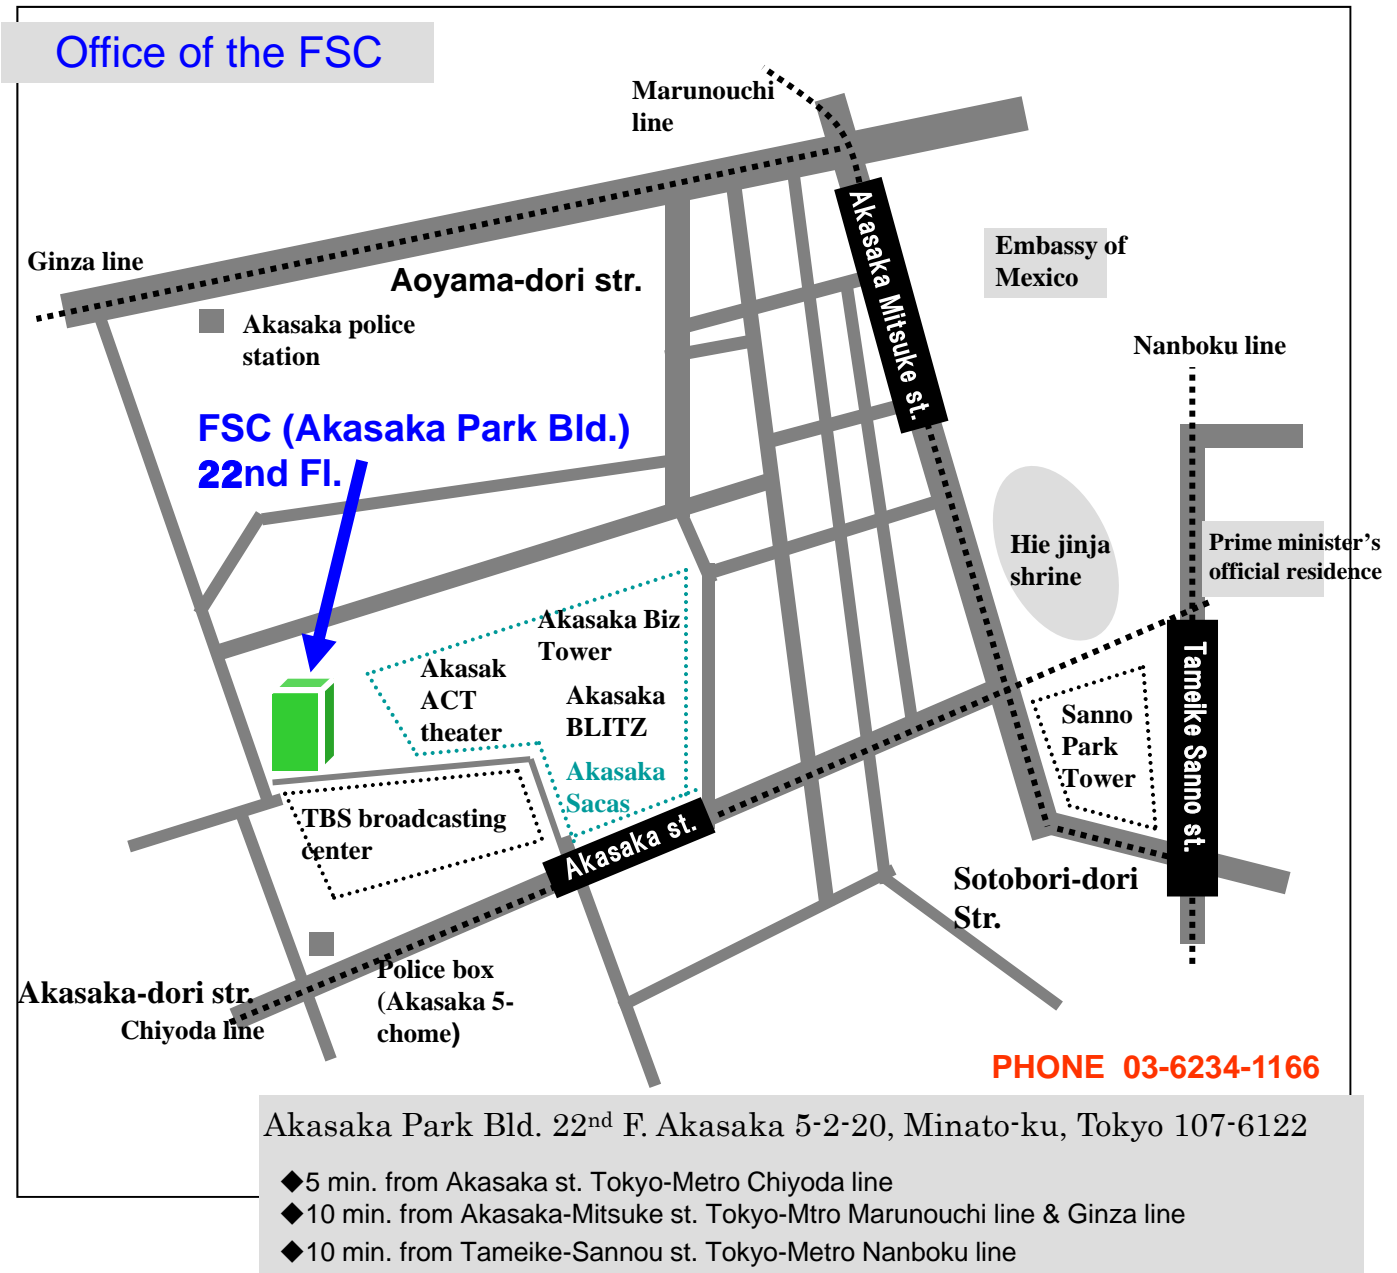 Office of the FSC
Marunouchi
line
Ginza line
Aoyama-dori str.
Akasaka police
station
Akasaka Mitsuke st.
Embassy of
Mexico
Nanboku line
FSC (Akasaka Park Bld.)
22nd Fl.
Hie jinja
shrine
Prime minister's
official residence
Akasaka Biz
Tower
Akasak
ACT
theater
Akasaka
BLITZ
Akasaka
Sacas
Sanno
Park
Tower
Tameike Sanno st.
TBS broadcasting
center
Akasaka st.
Sotobori-dori
Str.
Police box
(Akasaka 5-
chome)
Akasaka-dori str.
Chiyoda line
PHONE 03-6234-1166
Akasaka Park Bld. 22nd F. Akasaka 5-2-20, Minato-ku, Tokyo 107-6122
◆5 min. from Akasaka st. Tokyo-Metro Chiyoda line
◆10 min. from Akasaka-Mitsuke st. Tokyo-Mtro Marunouchi line & Ginza line
◆10 min. from Tameike-Sannou st. Tokyo-Metro Nanboku line